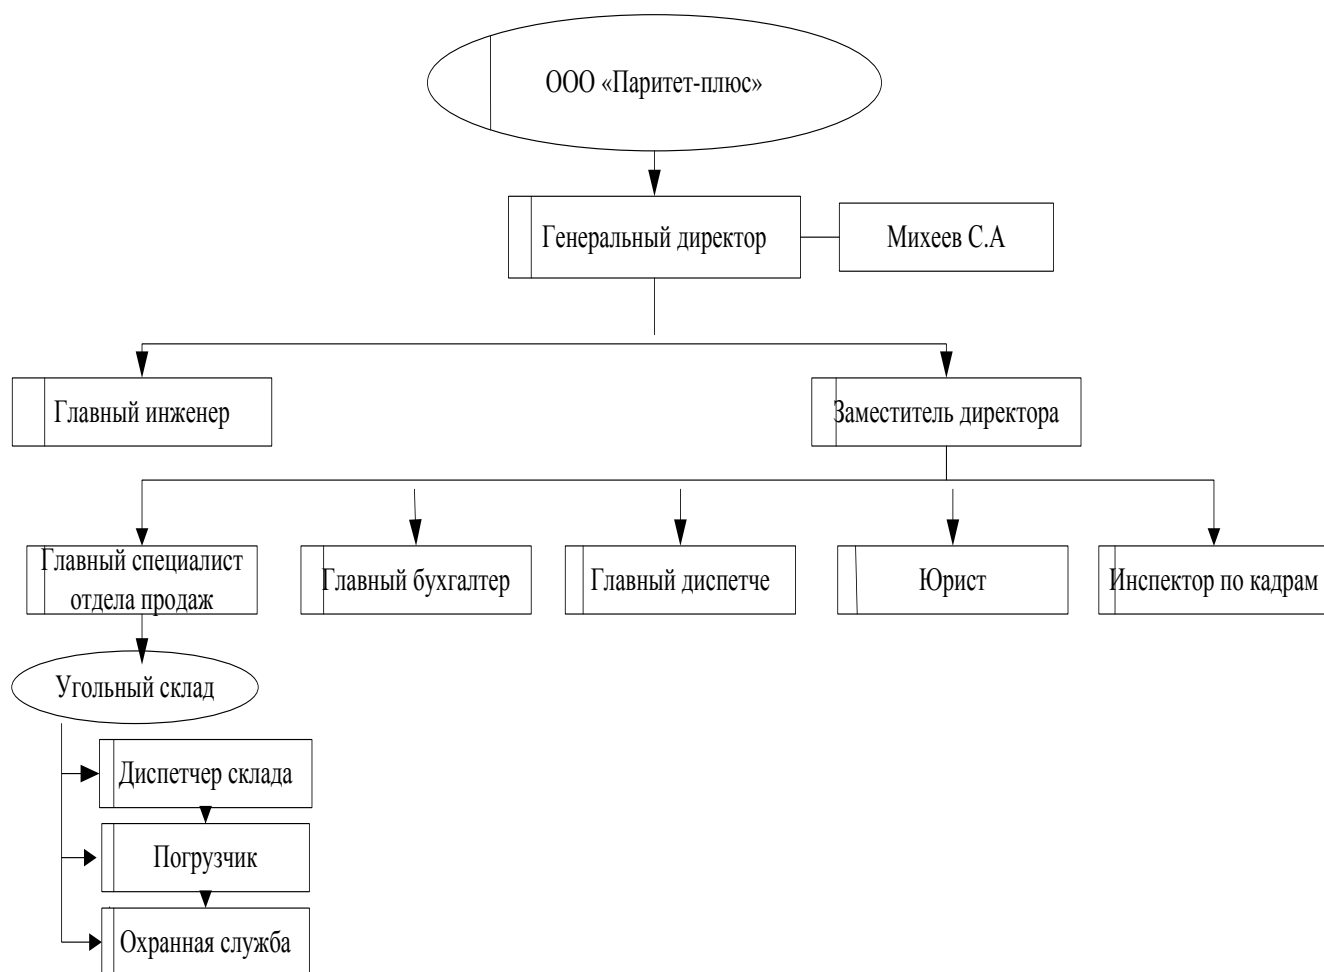 ООО «Паритет-плюс»
Генеральный директор
Михеев С.А
Главный инженер
Заместитель директора
Главный специалист
отдела продаж
Главный бухгалтер
Главный диспетче
Юрист
Инспектор по кадрам
Угольный склад
Диспетчер склада
Погрузчик
Охранная служба